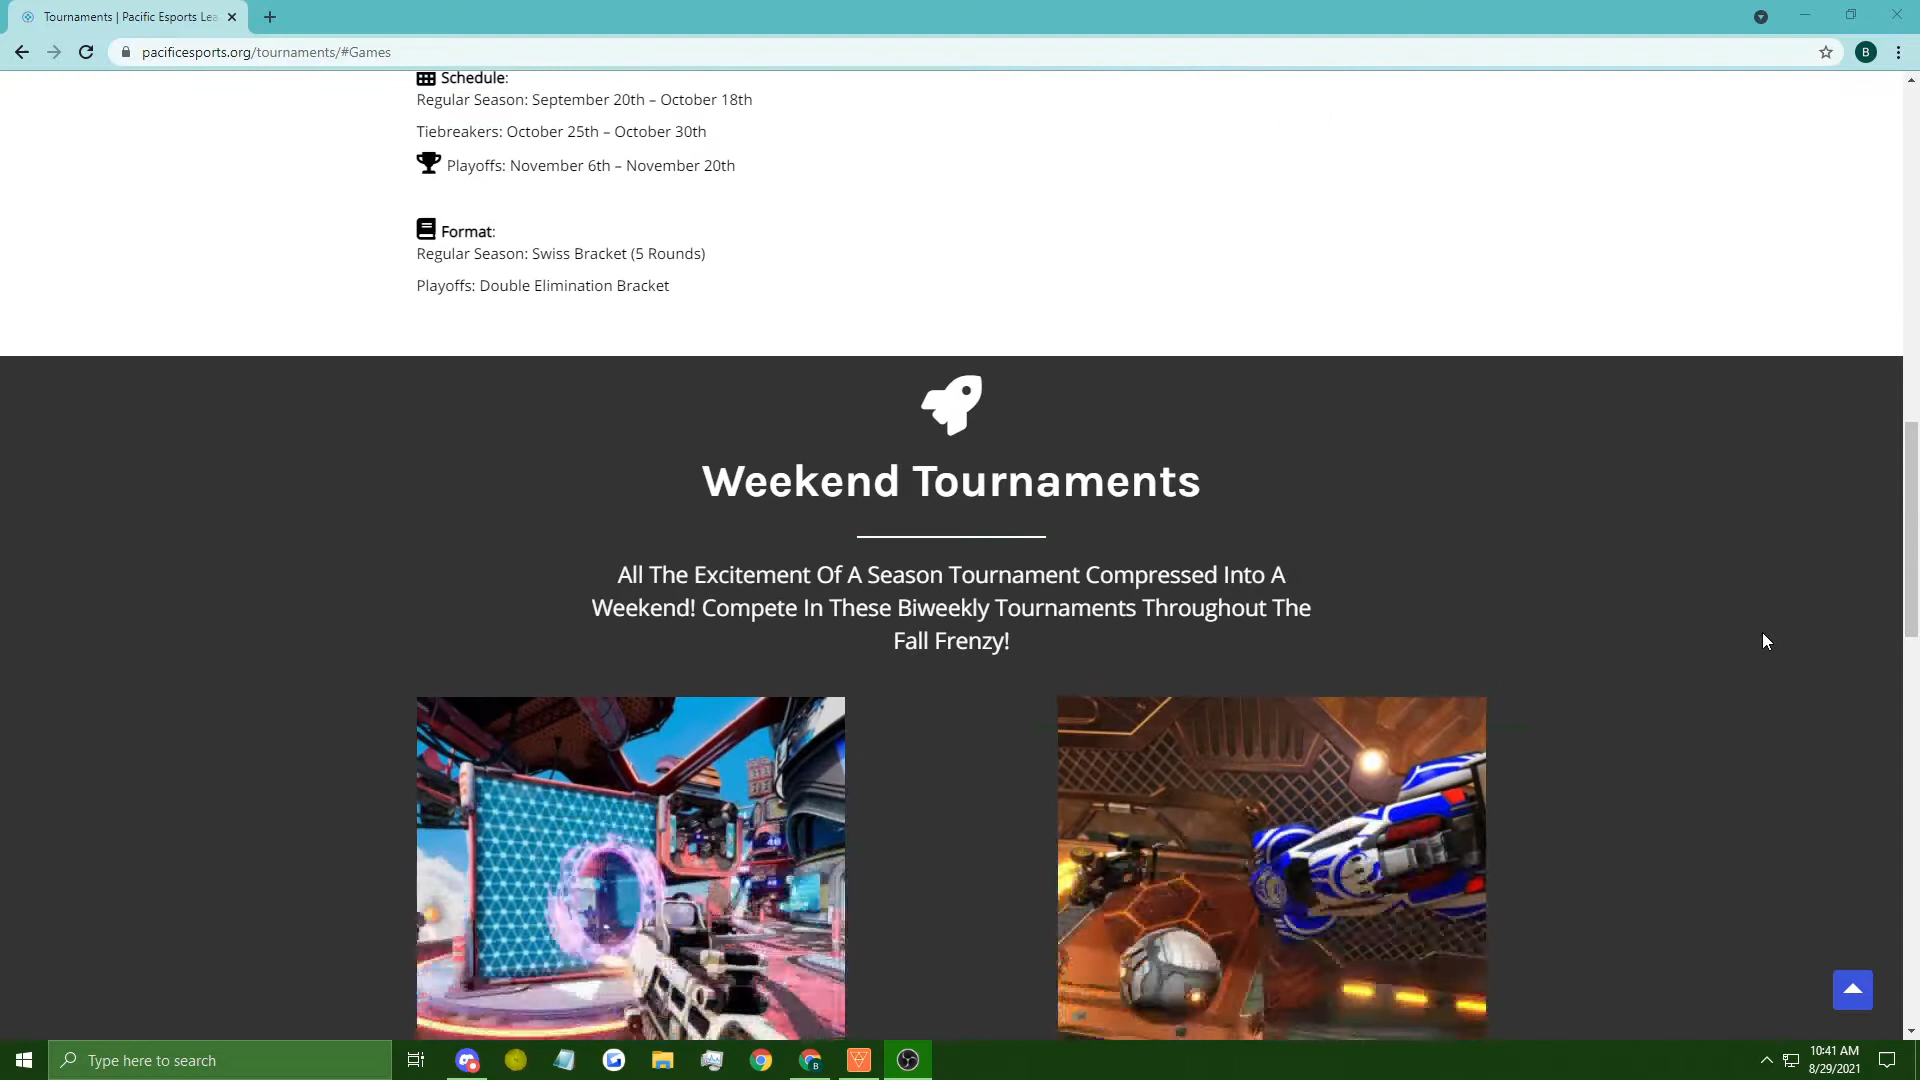 Tournaments | Pacific Esports Lea
pacificesports.org/tournaments/#Games
B
Schedule:
Regular Season: September 20th – October 18th
Tiebreakers: October 25th – October 30th
Playoffs: November 6th – November 20th
Format:
Regular Season: Swiss Bracket (5 Rounds)
Playoffs: Double Elimination Bracket
Weekend Tournaments
All The Excitement Of A Season Tournament Compressed Into A
Weekend! Compete In These Biweekly Tournaments Throughout The
Fall Frenzy!
Type here to search
B
10:41 AM
8/29/2021